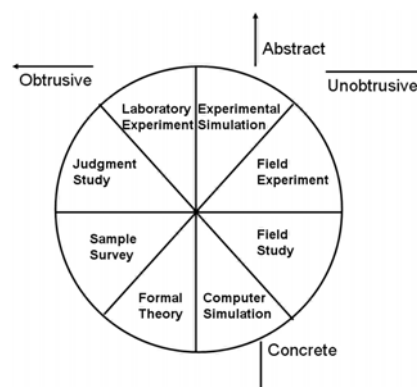 Abstract
Obtrusive
Unobtrusive
Laboratory Experiment
Experimental Simulation
Judgment Study
Field Experiment
Sample Survey
Field Study
Formal Theory
Computer Simulation
Concrete